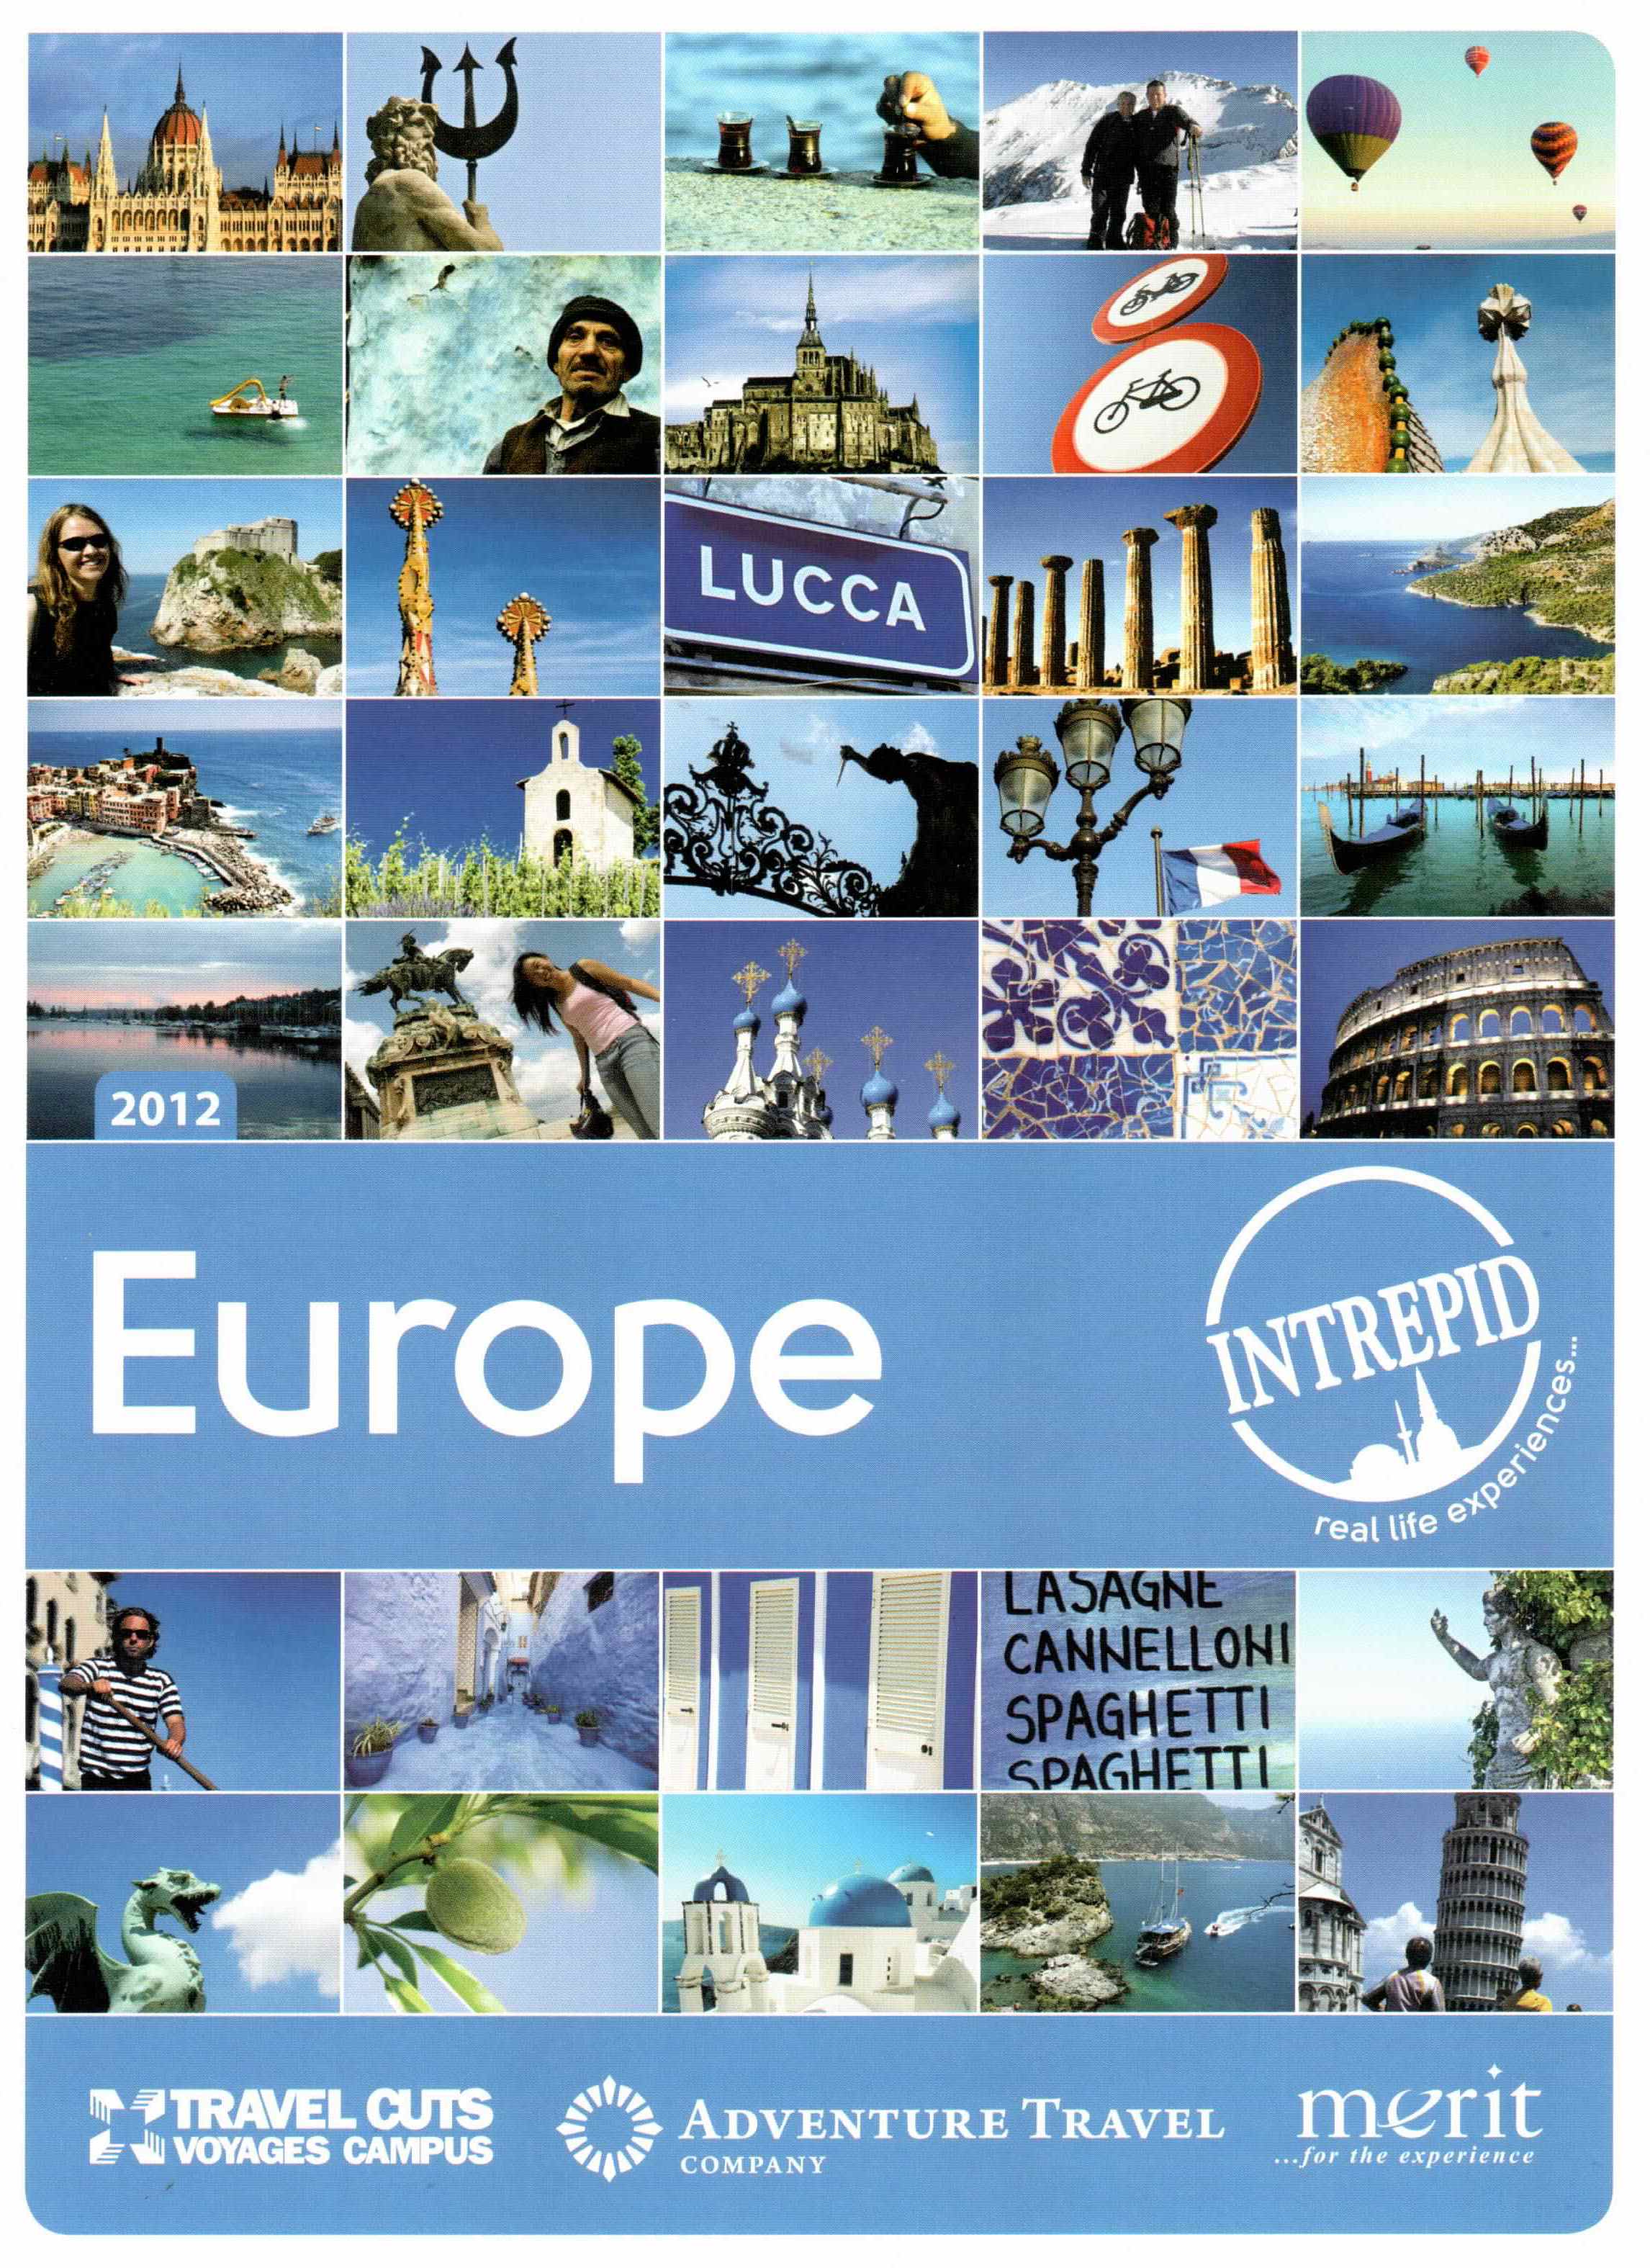 LUCCA
2012
Europe
INTREPID
real life experiences...
LASAGNE
CANNELLONI
SPAGHETTI
SPAGHETTI
TRAVEL CUTS
VOYAGES CAMPUS
ADVENTURE TRAVEL
COMPANY
merit
...for the experience